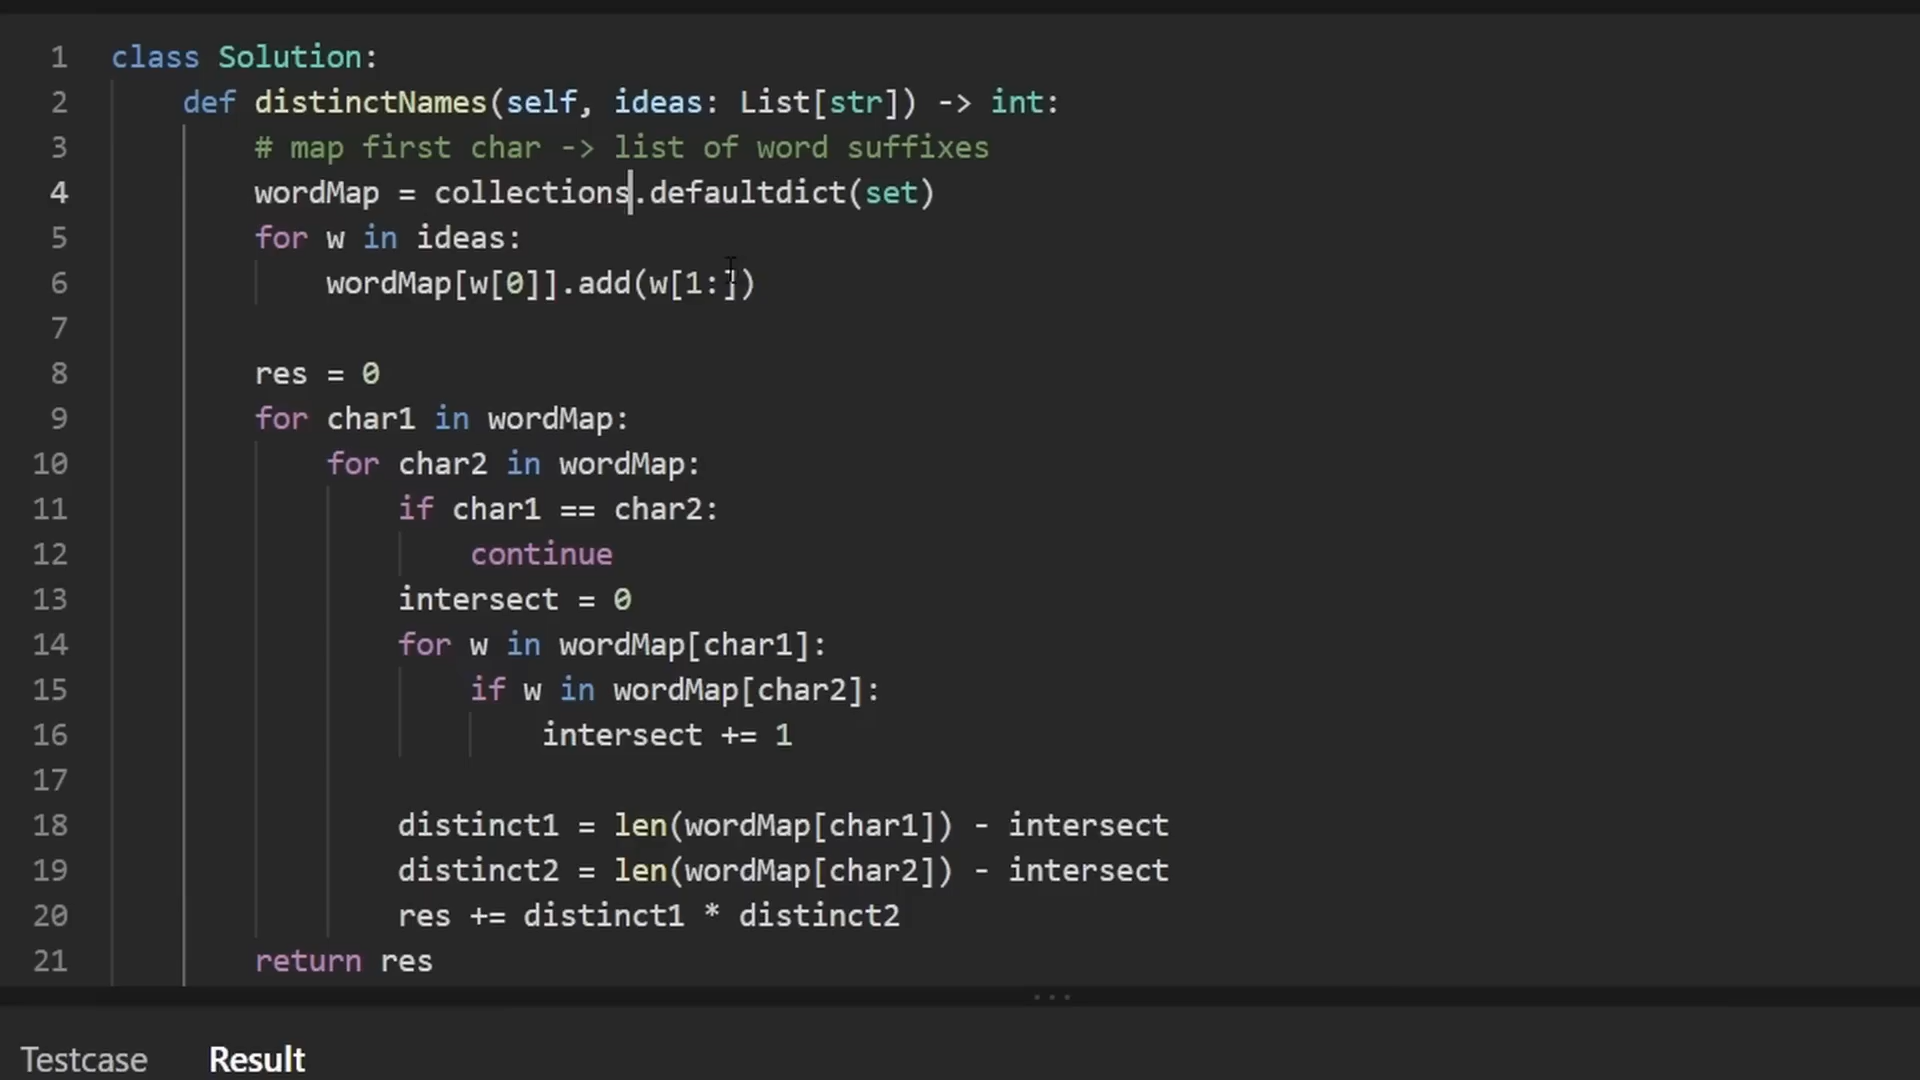 1 class Solution:
2 def distinctNames(self, ideas: List[str]) -> int:
3 # map first char -> list of word suffixes
4 wordMap = collections.defaultdict(set)
5 for w in ideas:
6 wordMap[w[0]].add(w[1:])
7
8 res = 0
9 for char1 in wordMap:
10 for char2 in wordMap:
11 if char1 == char2:
12 continue
13 intersect = 0
14 for w in wordMap[char1]:
15 if w in wordMap[char2]:
16 intersect += 1
17
18 distinct1 = len(wordMap[char1]) - intersect
19 distinct2 = len(wordMap[char2]) - intersect
20 res += distinct1 * distinct2
21 return res
Testcase Result